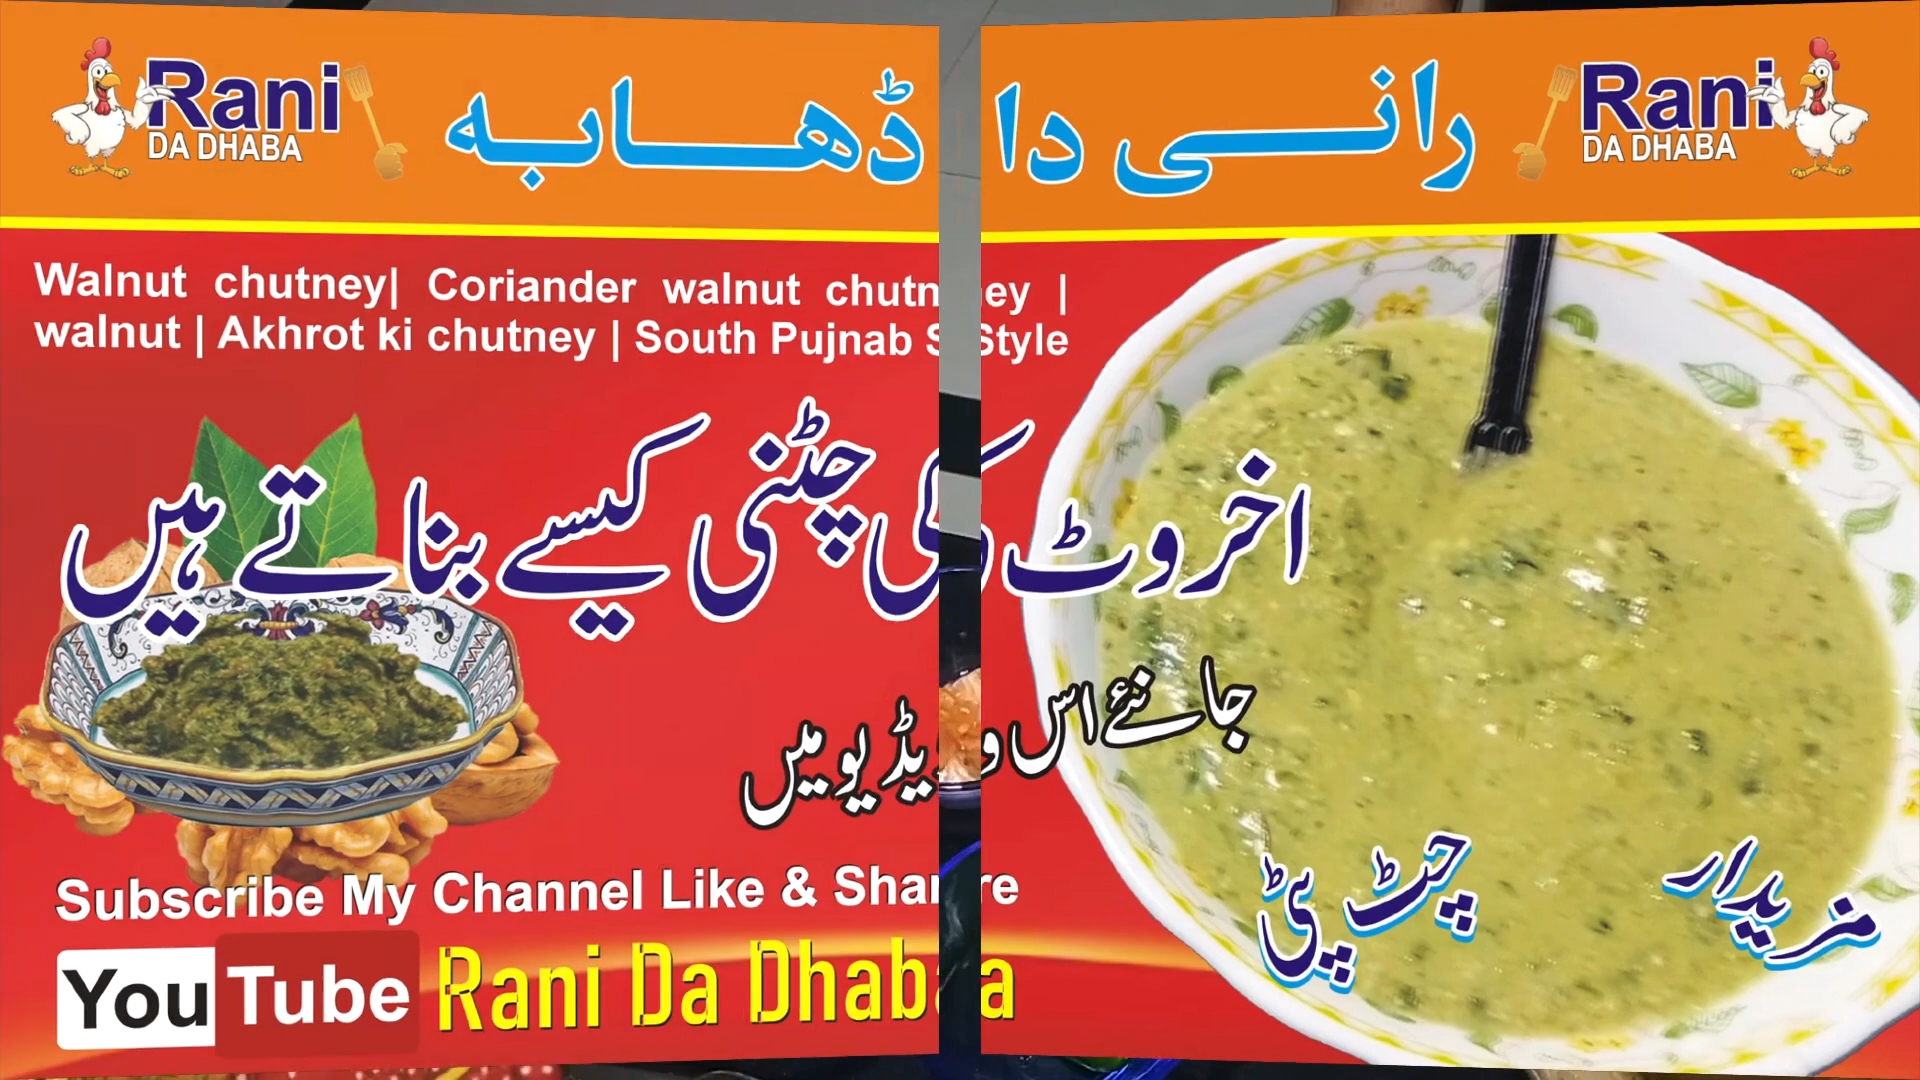 Rani
DA DHABA
رانی دا ڈھابہ
Rani
DA DHABA
Walnut chutney| Coriander walnut chutney |
walnut | Akhrot ki chutney | South Pujnab Style
اخروٹ کی چٹنی کیسے بناتے ہیں
جانئے اس ویڈیو میں
چٹ پٹی
مزیدار
Subscribe My Channel Like & Share
YouTube Rani Da Dhaba